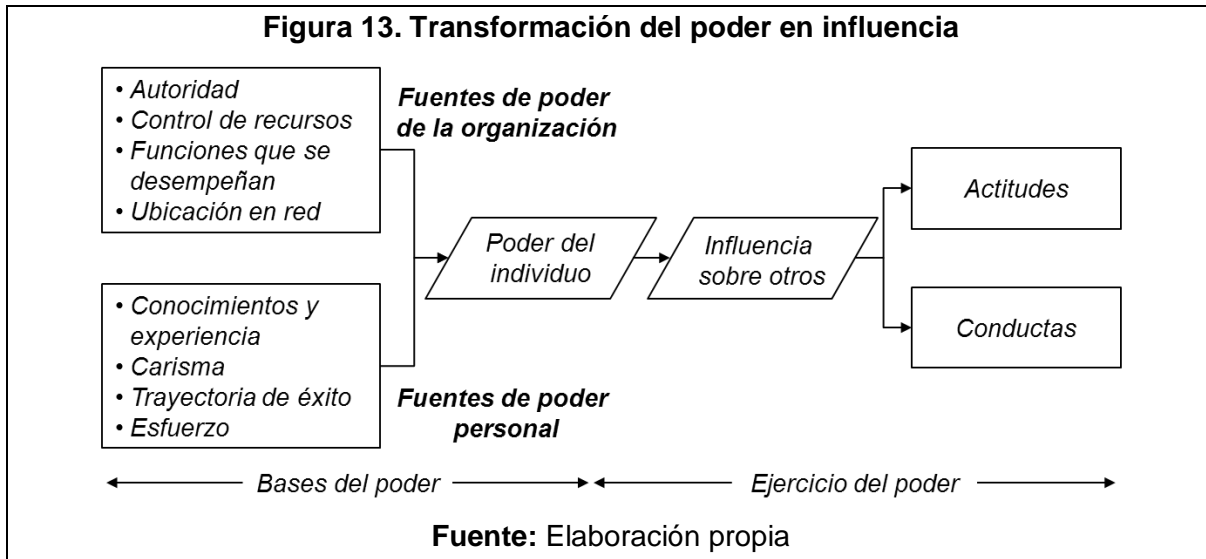 Figura 13. Transformación del poder en influencia
• Autoridad
• Control de recursos
• Funciones que se
desempeñan
• Ubicación en red
Fuentes de poder
de la organización
• Conocimientos y
experiencia
• Carisma
• Trayectoria de éxito
• Esfuerzo
Fuentes de poder
personal
Poder del
individuo
Influencia
sobre otros
Actitudes
Conductas
Bases del poder
Ejercicio del poder
Fuente: Elaboración propia